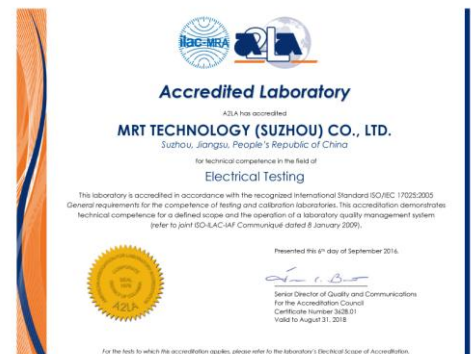 ilac-MRA
A2LA
Accredited Laboratory
A2LA has accredited
MRT TECHNOLOGY (SUZHOU) CO., LTD.
Suzhou, Jiangsu, People's Republic of China
for technical competence in the field of
Electrical Testing
This laboratory is accredited in accordance with the recognized International Standard ISO/IEC 17025:2005
General requirements for the competence of testing and calibration laboratories. This accreditation demonstrates
technical competence for a defined scope and the operation of a laboratory quality management system
(refer to joint ISO-ILAC-IAF Communiqué dated 8 January 2009).
Presented this 6th day of September 2016.
Senior Director of Quality and Communications
For the Accreditation Council
Certificate Number 3628.01
Valid to August 31, 2018
A2LA
For the tests to which this accreditation applies, please refer to the laboratory's Electrical Scope of Accreditation.